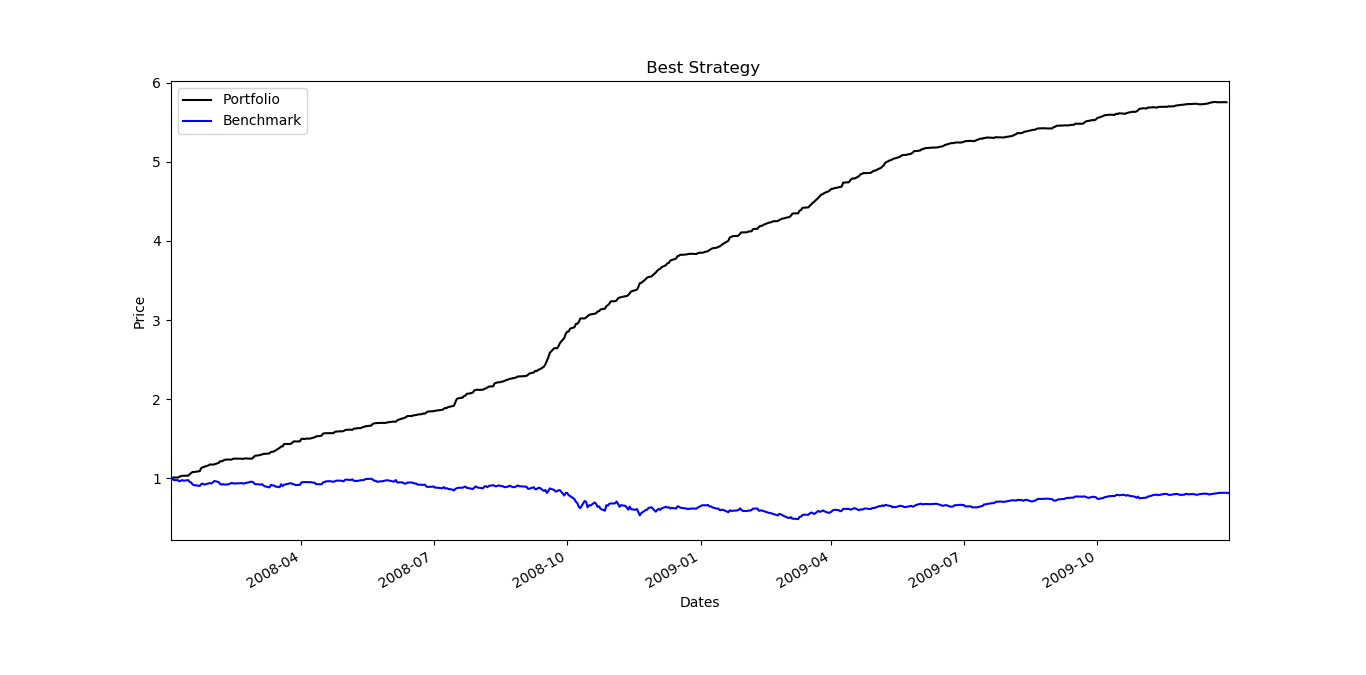 Best Strategy
Portfolio
Benchmark
6
5
4
3
2
1
Price
2008-04
2008-07
2008-10
2009-01
2009-04
2009-07
2009-10
Dates